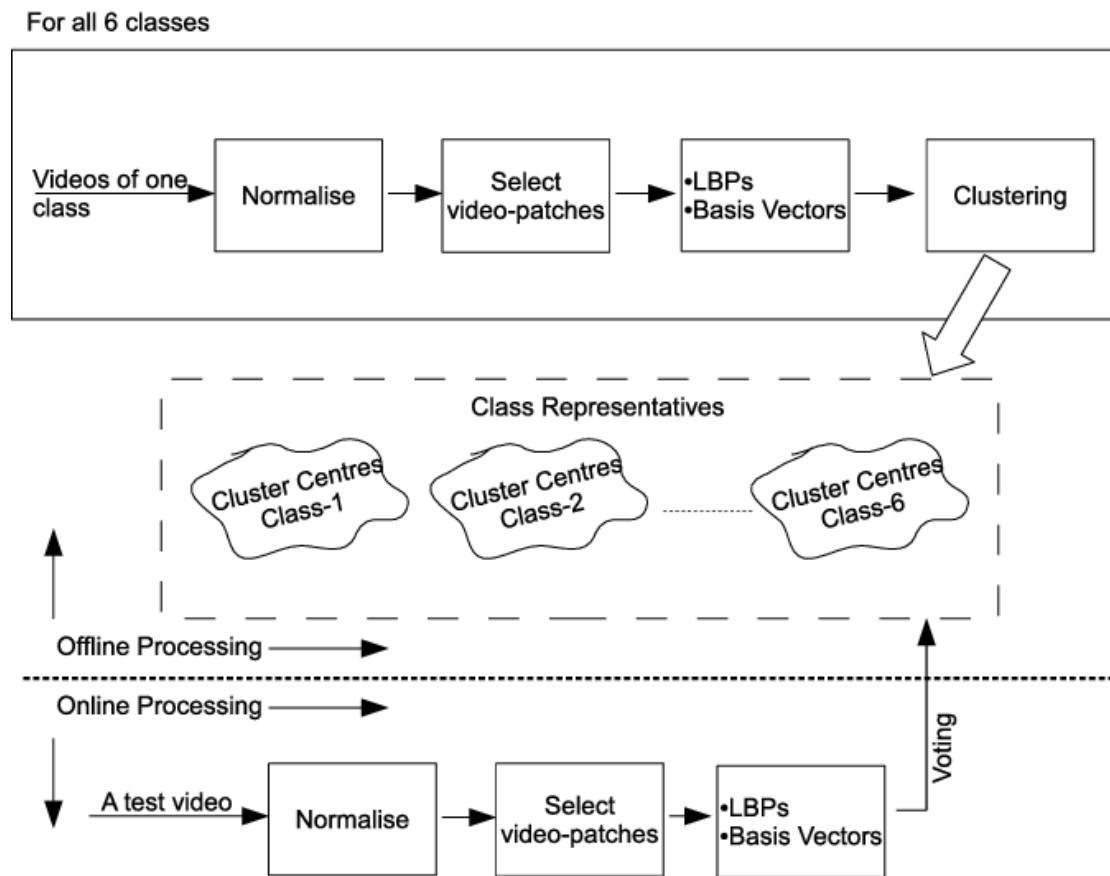 For all 6 classes
Videos of one
class
Normalise
Select
video-patches
•LBPs
•Basis Vectors
Clustering
Class Representatives
Cluster Centres
Class-1
Cluster Centres
Class-2
Cluster Centres
Class-6
Offline Processing
Online Processing
Voting
A test video
Normalise
Select
video-patches
•LBPs
•Basis Vectors